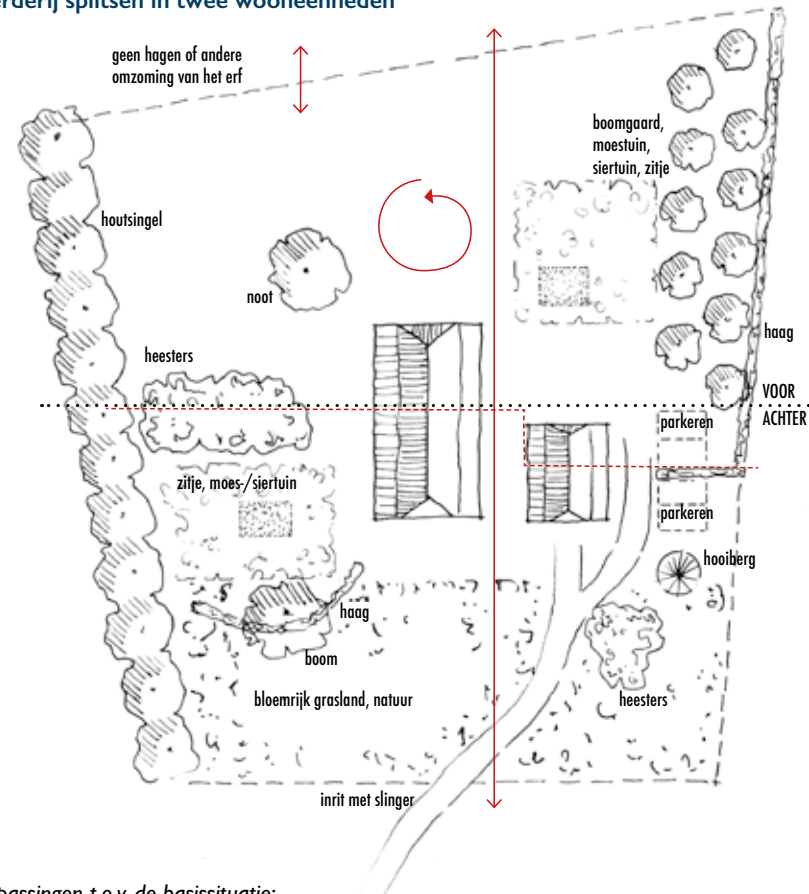 erderij splitsen in twee wooneenheden
geen hagen of andere
omzoming van het erf
boomgaard,
moestuin,
siertuin, zitje
houtsingel
noot
haag
heesters
VOOR
ACHTER
parkeren
zitje, moes-/siertuin
parkeren
hooiberg
haag
boom
bloemrijk grasland, natuur
heesters
inrit met slinger
passingen t.o.v. de basissituatie: